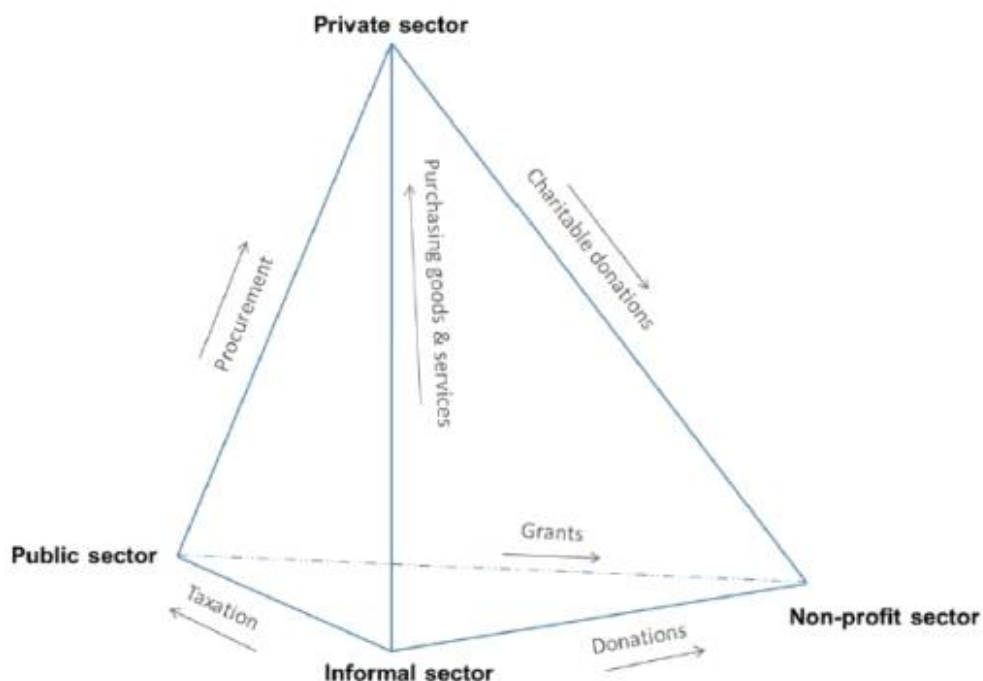 Private sector
Purchasing goods & services
Charitable donations
Procurement
Grants
Public sector
Taxation
Non-profit sector
Donations
Informal sector